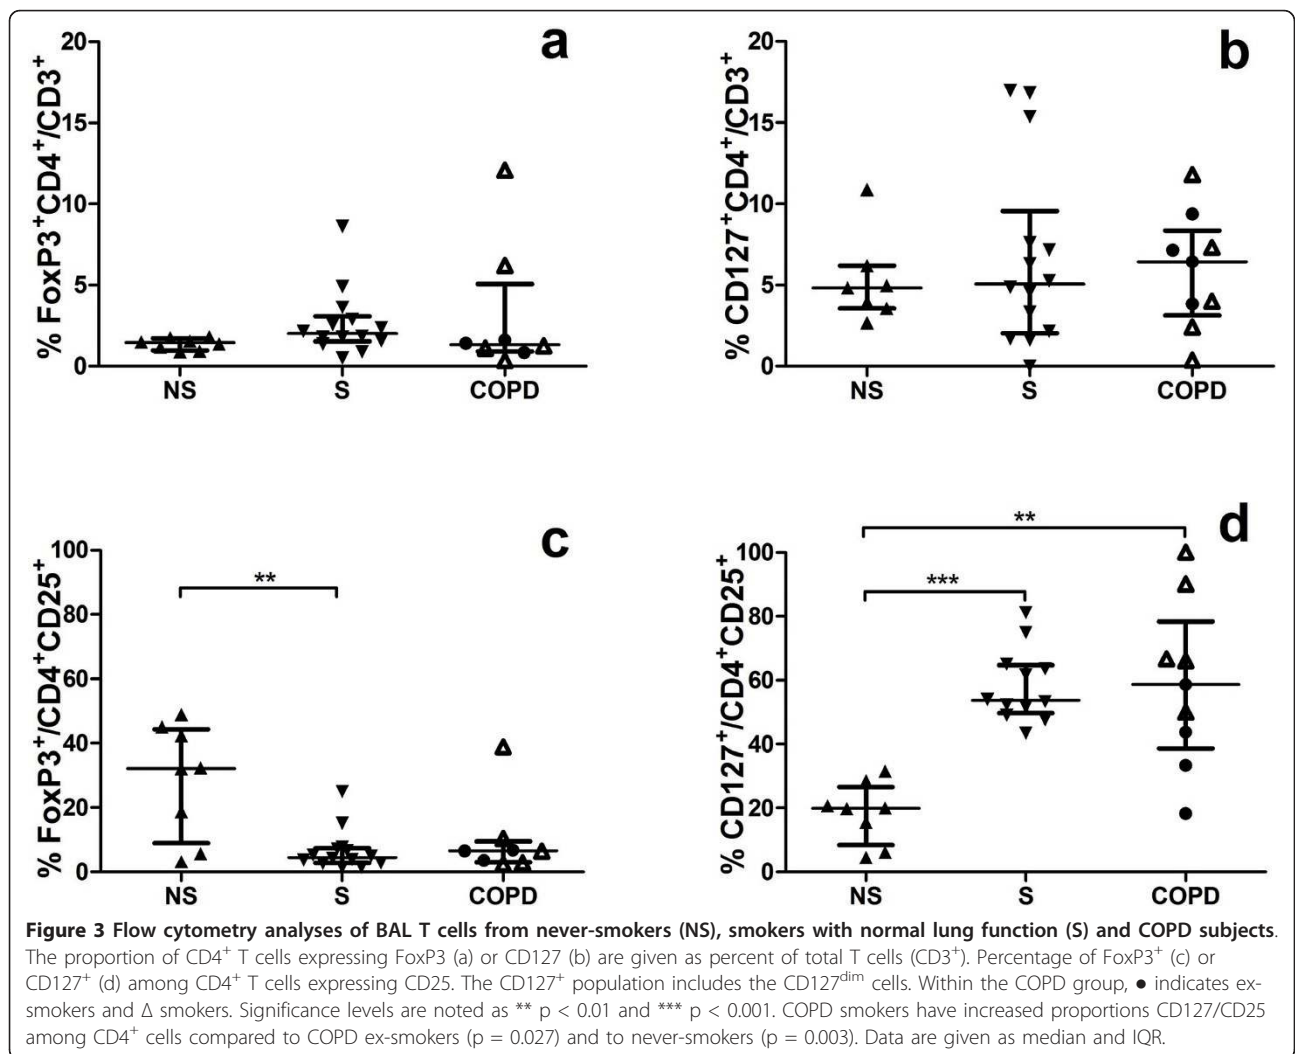 a
% FoxP3⁺CD4⁺/CD3⁺
20
15
10
5
0
NS S COPD
b
% CD127⁺CD4⁺/CD3⁺
20
15
10
5
0
NS S COPD
c
% FoxP3⁺/CD4⁺CD25⁺
100
80
60
40
20
0
**
NS S COPD
d
% CD127⁺/CD4⁺CD25⁺
100
80
60
40
20
0
**
***
NS S COPD
Figure 3 Flow cytometry analyses of BAL T cells from never-smokers (NS), smokers with normal lung function (S) and COPD subjects.
The proportion of CD4⁺ T cells expressing FoxP3 (a) or CD127 (b) are given as percent of total T cells (CD3⁺). Percentage of FoxP3⁺ (c) or
CD127⁺ (d) among CD4⁺ T cells expressing CD25. The CD127⁺ population includes the CD127ᵈⁱᵐ cells. Within the COPD group, ● indicates ex-
smokers and Δ smokers. Significance levels are noted as ** p < 0.01 and *** p < 0.001. COPD smokers have increased proportions CD127/CD25
among CD4⁺ cells compared to COPD ex-smokers (p = 0.027) and to never-smokers (p = 0.003). Data are given as median and IQR.